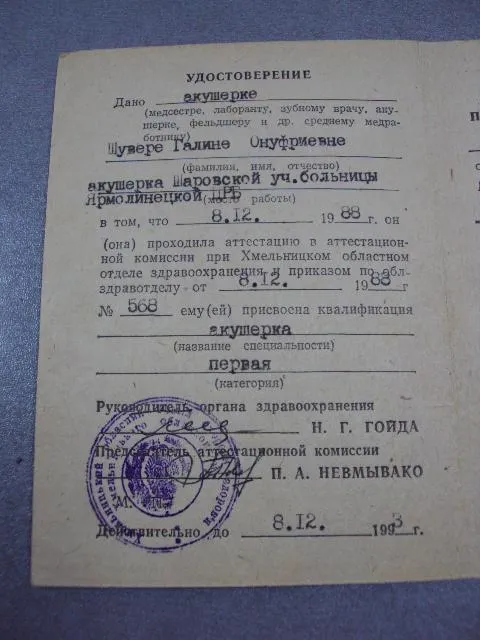 УДОСТОВЕРЕНИЕ
Дано акушерке
(медсестре, лаборанту, зубному врачу, аку-
шерке, фельдшеру и др. среднему медра-
ботнику)
Шувере Галине Онуфриевне
(фамилия, имя, отчество)
акушерка Шаровской уч.больницы
Ярмолинецкой ЦРБ (место работы)
в том, что 8.12. 1988 г. он
(она) проходила аттестацию в аттестацион-
ной комиссии при Хмельницком областном
отделе здравоохранения и приказом по обл-
здравотделу от 8.12. 1988 г
№ 568 ему(ей) присвоена квалификация
акушерка
(название специальности)
первая
(категория)
Руководитель органа здравоохранения
Н. Г. ГОЙДА
Председатель аттестационной комиссии
П. А. НЕВМЫВАКО
М. П.
Действительно до 8.12. 1993 г.